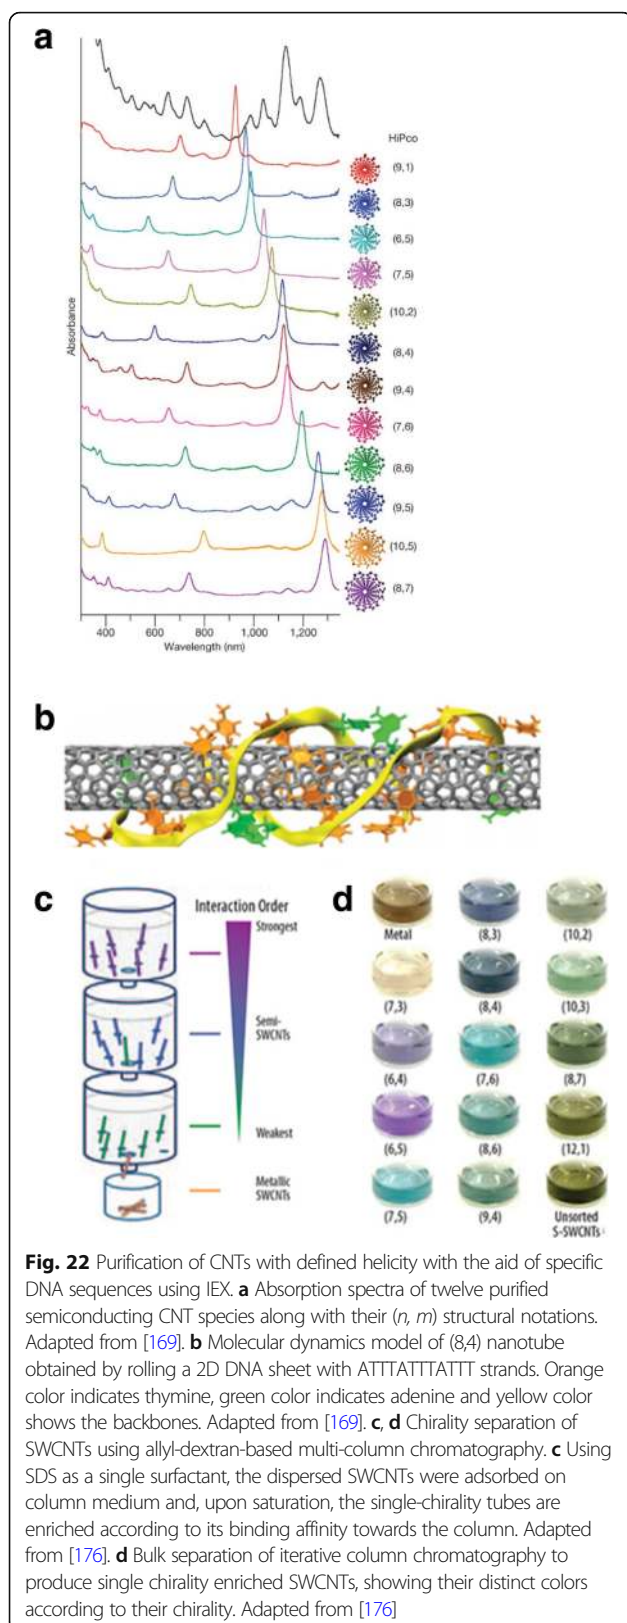 a
HiPco
(9,1)
(8,3)
(6,5)
(7,5)
(10,2)
(8,4)
(9,4)
(7,6)
(8,6)
(9,5)
(10,5)
(8,7)
Absorbance
400 600 800 1,000 1,200
Wavelength (nm)
b
c
Interaction Order
Strongest
Semi-
SWCNTs
Weakest
Metallic
SWCNTs
d
Metal (8,3) (10,2)
(7,3) (8,4) (10,3)
(6,4) (7,6) (8,7)
(6,5) (8,6) (12,1)
(7,5) (9,4) Unsorted
S-SWCNTs
Fig. 22 Purification of CNTs with defined helicity with the aid of specific
DNA sequences using IEX. a Absorption spectra of twelve purified
semiconducting CNT species along with their (n, m) structural notations.
Adapted from [169]. b Molecular dynamics model of (8,4) nanotube
obtained by rolling a 2D DNA sheet with ATTTATTTATTT strands. Orange
color indicates thymine, green color indicates adenine and yellow color
shows the backbones. Adapted from [169]. c, d Chirality separation of
SWCNTs using allyl-dextran-based multi-column chromatography. c Using
SDS as a single surfactant, the dispersed SWCNTs were adsorbed on
column medium and, upon saturation, the single-chirality tubes are
enriched according to its binding affinity towards the column. Adapted
from [176]. d Bulk separation of iterative column chromatography to
produce single chirality enriched SWCNTs, showing their distinct colors
according to their chirality. Adapted from [176]